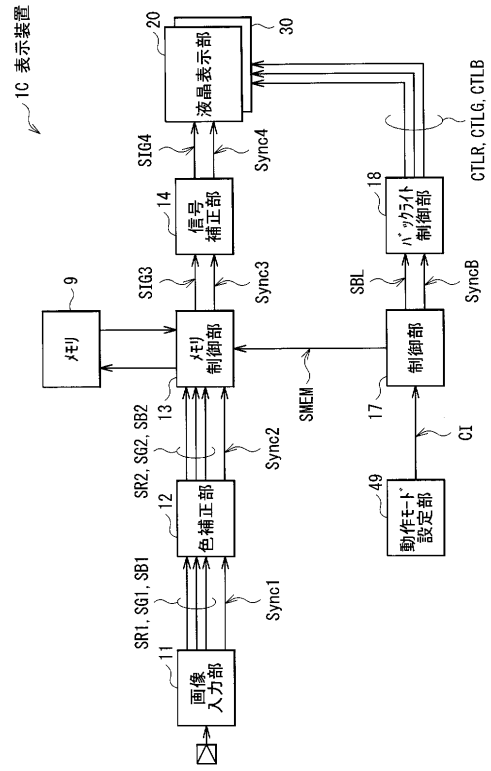 1C 表示装置
20
30
液晶表示部
SIG4
Sync4
CTLR, CTLG, CTLB
14
信号
補正部
18
バックライト
制御部
SIG3
Sync3
SBL
SyncB
9
メモリ
メモリ
制御部
13
SMEM
制御部
17
SR2, SG2, SB2
Sync2
CI
12
色補正部
49
動作モード
設定部
SR1, SG1, SB1
Sync1
11
画像
入力部